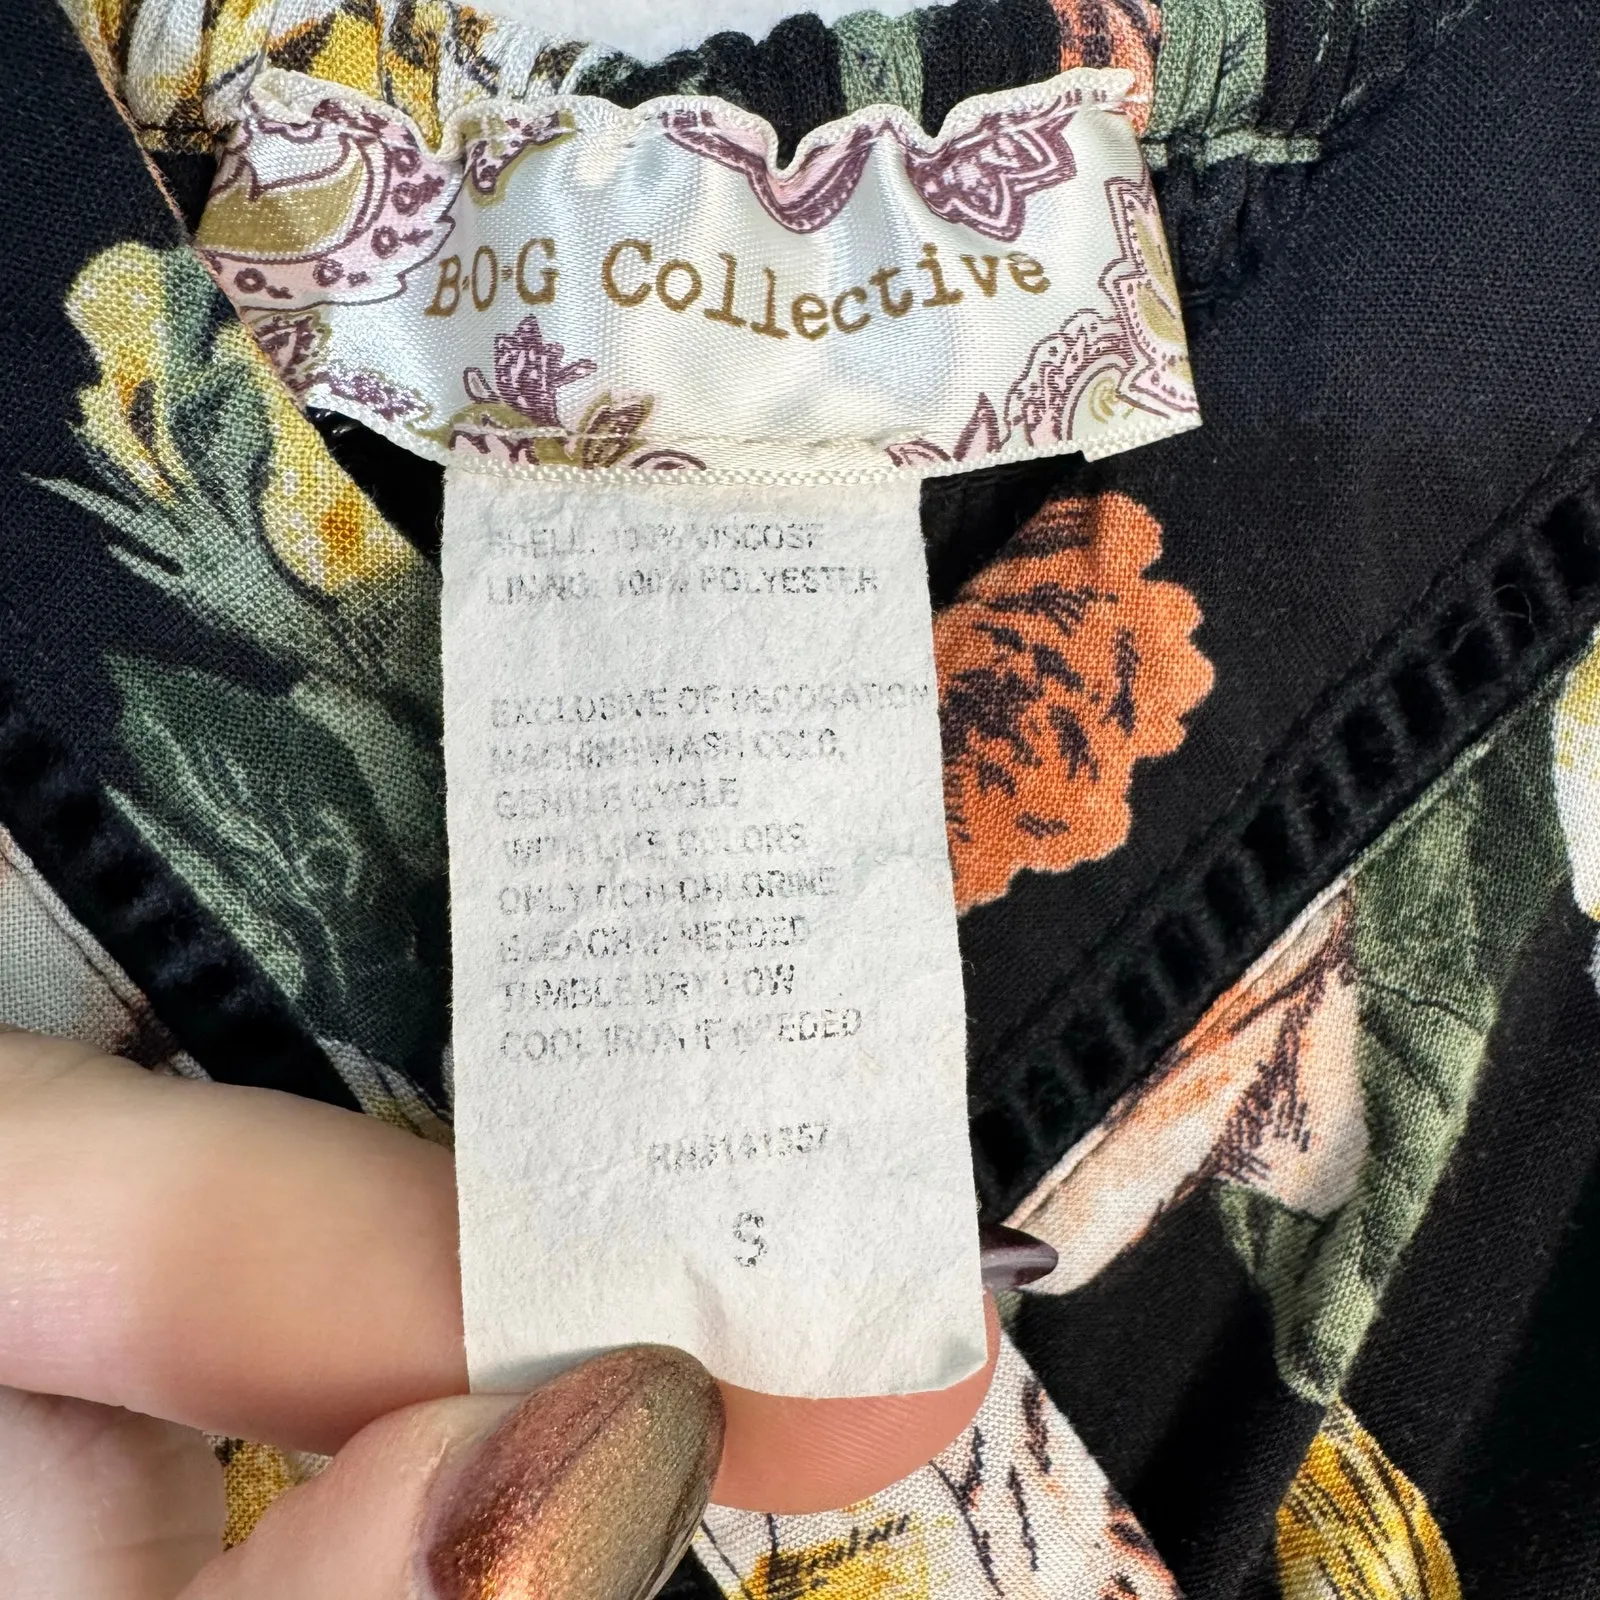 B·O·G Collective
SHELL: 100% VISCOSE
LINING: 100% POLYESTER
EXCLUSIVE OF DECORATION
MACHINE WASH COLD,
GENTLE CYCLE
WITH LIKE COLORS
ONLY NON CHLORINE
BLEACH IF NEEDED
TUMBLE DRY LOW
COOL IRON IF NEEDED
S